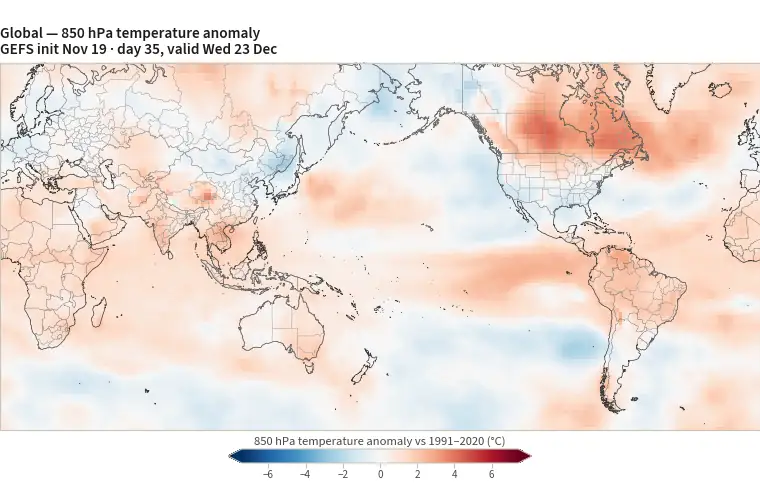 Global — 850 hPa temperature anomaly
GEFS init Nov 19 · day 35, valid Wed 23 Dec
850 hPa temperature anomaly vs 1991–2020 (°C)
−6 −4 −2 0 2 4 6